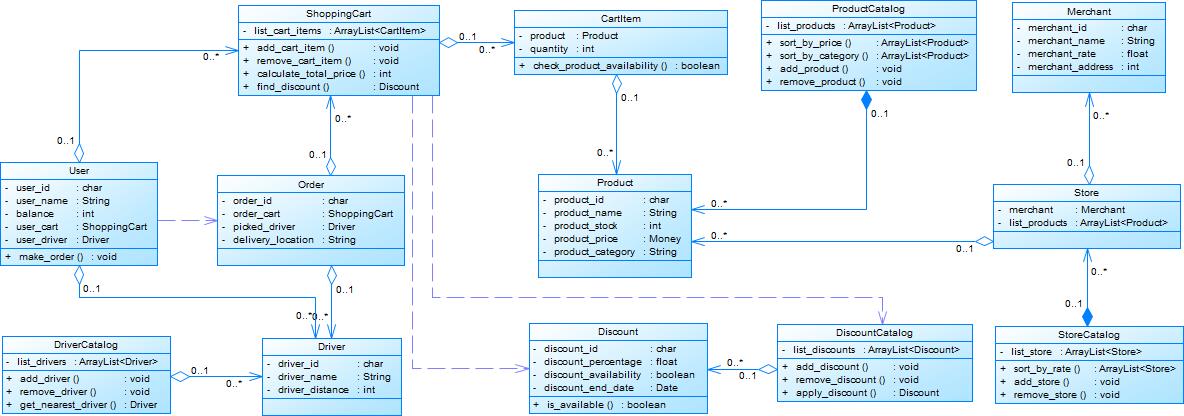 ShoppingCart
- list_cart_items : ArrayList<CartItem>
+ add_cart_item () : void
+ remove_cart_item () : void
+ calculate_total_price () : int
+ find_discount () : Discount
0..1
0..*
CartItem
- product : Product
- quantity : int
+ check_product_availability () : boolean
ProductCatalog
- list_products : ArrayList<Product>
+ sort_by_price () : ArrayList<Product>
+ sort_by_category () : ArrayList<Product>
+ add_product () : void
+ remove_product () : void
Merchant
- merchant_id : char
- merchant_name : String
- merchant_rate : float
- merchant_address : int
0..*
0..1
0..*
0..1
0..1
0..*
0..1
0..*
0..1
User
- user_id : char
- user_name : String
- balance : int
- user_cart : ShoppingCart
- user_driver : Driver
+ make_order () : void
Order
- order_id : char
- order_cart : ShoppingCart
- picked_driver : Driver
- delivery_location : String
Product
- product_id : char
- product_name : String
- product_stock : int
- product_price : Money
- product_category : String
0..*
0..*
0..1
Store
- merchant : Merchant
- list_products : ArrayList<Product>
0..1
0..1
0..*
0..*
0..*
0..1
DriverCatalog
- list_drivers : ArrayList<Driver>
+ add_driver () : void
+ remove_driver () : void
+ get_nearest_driver () : Driver
0..1
0..*
Driver
- driver_id : char
- driver_name : String
- driver_distance : int
Discount
- discount_id : char
- discount_percentage : float
- discount_availability : boolean
- discount_end_date : Date
+ is_available () : boolean
0..*
0..1
DiscountCatalog
- list_discounts : ArrayList<Discount>
+ add_discount () : void
+ remove_discount () : void
+ apply_discount () : Discount
StoreCatalog
- list_store : ArrayList<Store>
+ sort_by_rate () : ArrayList<Store>
+ add_store () : void
+ remove_store () : void